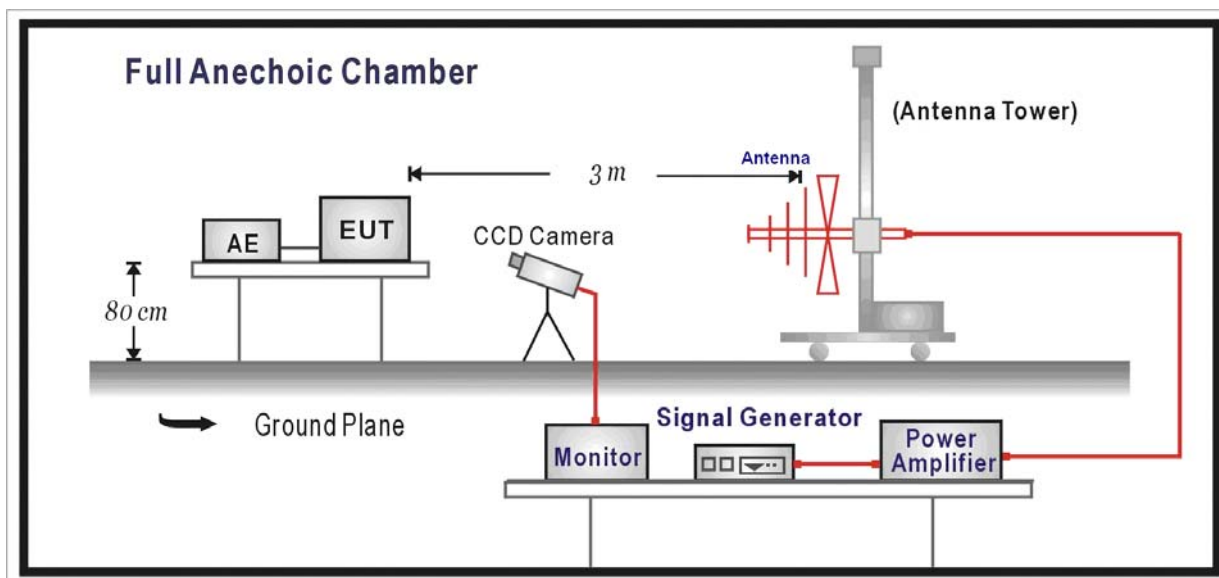 Full Anechoic Chamber
(Antenna Tower)
Antenna
3 m
AE
EUT
CCD Camera
80 cm
Ground Plane
Signal Generator
Monitor
Power
Amplifier